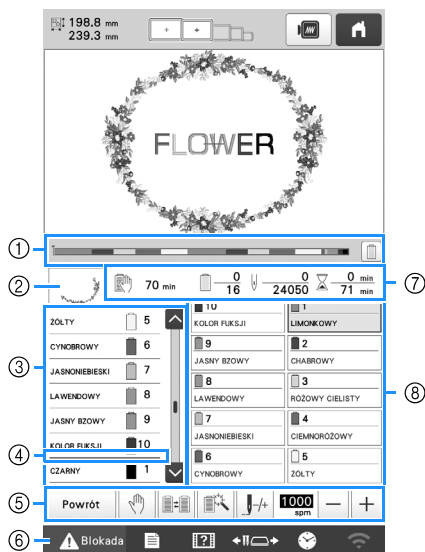 198.8 mm
239.3 mm
FLOWER
①
②
70 min
0
16
0
24050
0 min
71 min
⑦
③
ŻÓŁTY 5
CYNOBROWY 6
JASNONIEBIESKI 7
LAWENDOWY 8
JASNY BZOWY 9
KOLOR FUKSJI 10
④
CZARNY 1
10
KOLOR FUKSJI
1
LIMONKOWY
9
JASNY BZOWY
2
CHABROWY
8
LAWENDOWY
3
RÓŻOWY CIELISTY
7
JASNONIEBIESKI
4
CIEMNORÓŻOWY
6
CYNOBROWY
5
ŻÓŁTY
⑧
⑤
Powrót
-/+
1000
spm
− +
⑥
Blokada